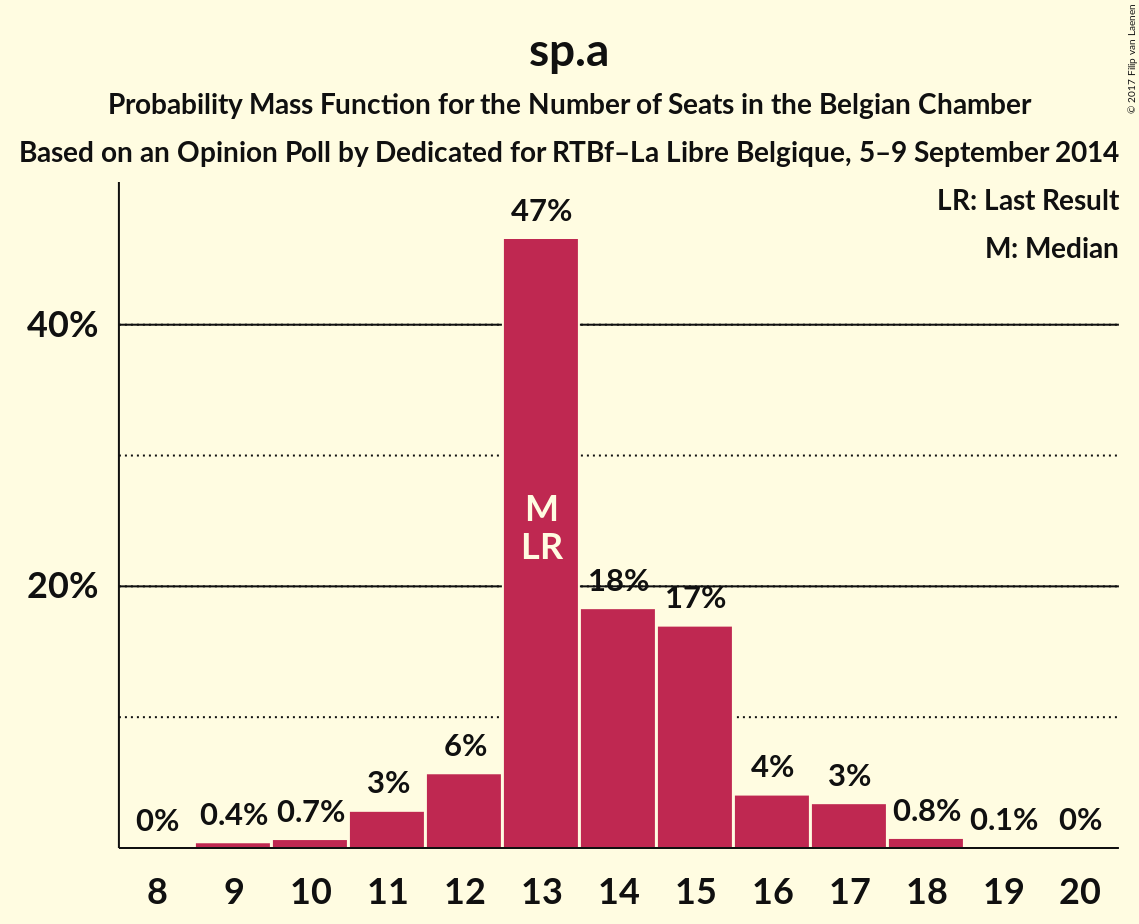 sp.a
Probability Mass Function for the Number of Seats in the Belgian Chamber
Based on an Opinion Poll by Dedicated for RTBf–La Libre Belgique, 5–9 September 2014
© 2017 Filip van Laenen
LR: Last Result
M: Median
47%
40%
M
LR
20%
18%
17%
6%
4%
3%
3%
0%
0.4%
0.7%
0.8%
0.1%
0%
8 9 10 11 12 13 14 15 16 17 18 19 20